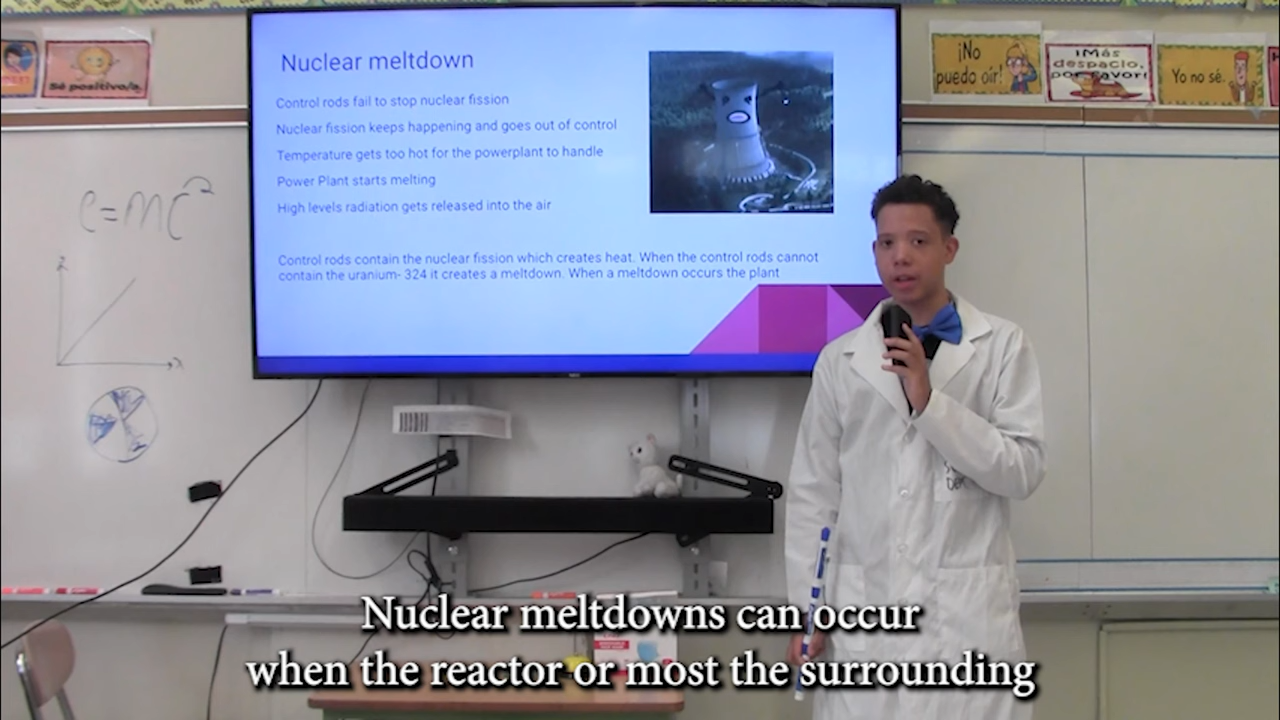 Sé positivo/a
¡No
puedo oír!
¡Más
despacio,
por favor!
Yo no sé.
Nuclear meltdown
Control rods fail to stop nuclear fission
Nuclear fission keeps happening and goes out of control
Temperature gets too hot for the powerplant to handle
Power Plant starts melting
High levels radiation gets released into the air
Control rods contain the nuclear fission which creates heat. When the control rods cannot
contain the uranium- 324 it creates a meltdown. When a meltdown occurs the plant
e=mc²
Nuclear meltdowns can occur
when the reactor or most the surrounding